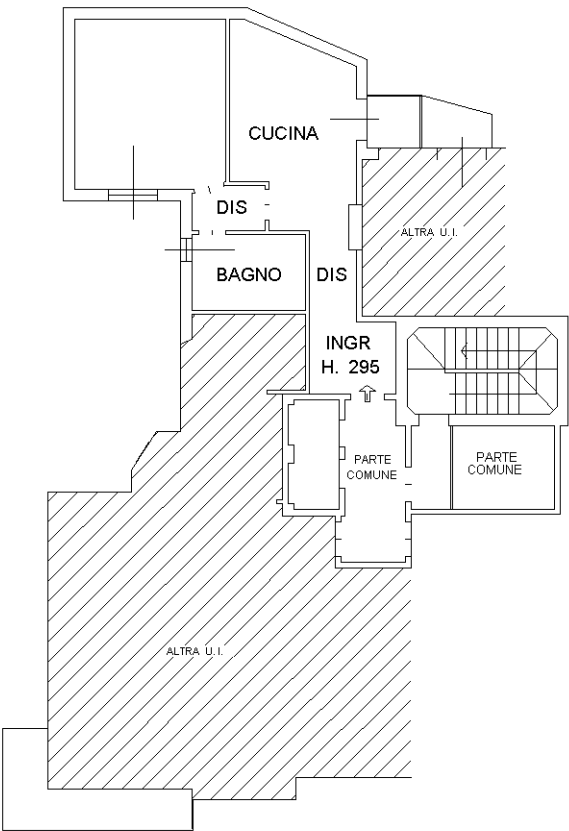 CUCINA
DIS
ALTRA U.I.
BAGNO
DIS
INGR
H. 295
PARTE
COMUNE
PARTE
COMUNE
ALTRA U.I.